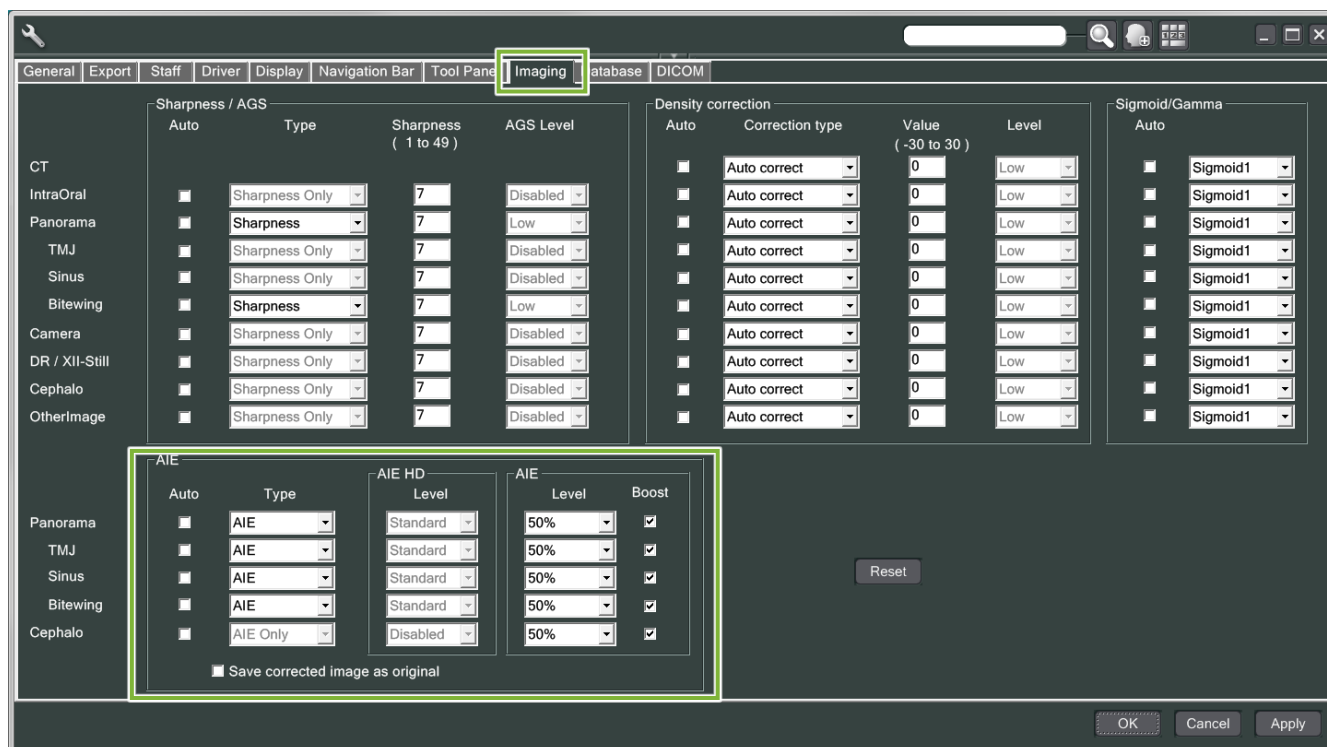 General Export Staff Driver Display Navigation Bar Tool Pane Imaging atabase DICOM
Sharpness / AGS Density correction Sigmoid/Gamma
Auto Type Sharpness AGS Level Auto Correction type Value Level Auto
( 1 to 49 ) ( -30 to 30 )
CT Auto correct 0 Low Sigmoid1
IntraOral Sharpness Only 7 Disabled Auto correct 0 Low Sigmoid1
Panorama Sharpness 7 Low Auto correct 0 Low Sigmoid1
TMJ Sharpness Only 7 Disabled Auto correct 0 Low Sigmoid1
Sinus Sharpness Only 7 Disabled Auto correct 0 Low Sigmoid1
Bitewing Sharpness 7 Low Auto correct 0 Low Sigmoid1
Camera Sharpness Only 7 Disabled Auto correct 0 Low Sigmoid1
DR / XII-Still Sharpness Only 7 Disabled Auto correct 0 Low Sigmoid1
Cephalo Sharpness Only 7 Disabled Auto correct 0 Low Sigmoid1
OtherImage Sharpness Only 7 Disabled Auto correct 0 Low Sigmoid1
AIE
AIE HD AIE
Auto Type Level Level Boost
Panorama AIE Standard 50%
TMJ AIE Standard 50%
Sinus AIE Standard 50% Reset
Bitewing AIE Standard 50%
Cephalo AIE Only Disabled 50%
Save corrected image as original
OK Cancel Apply